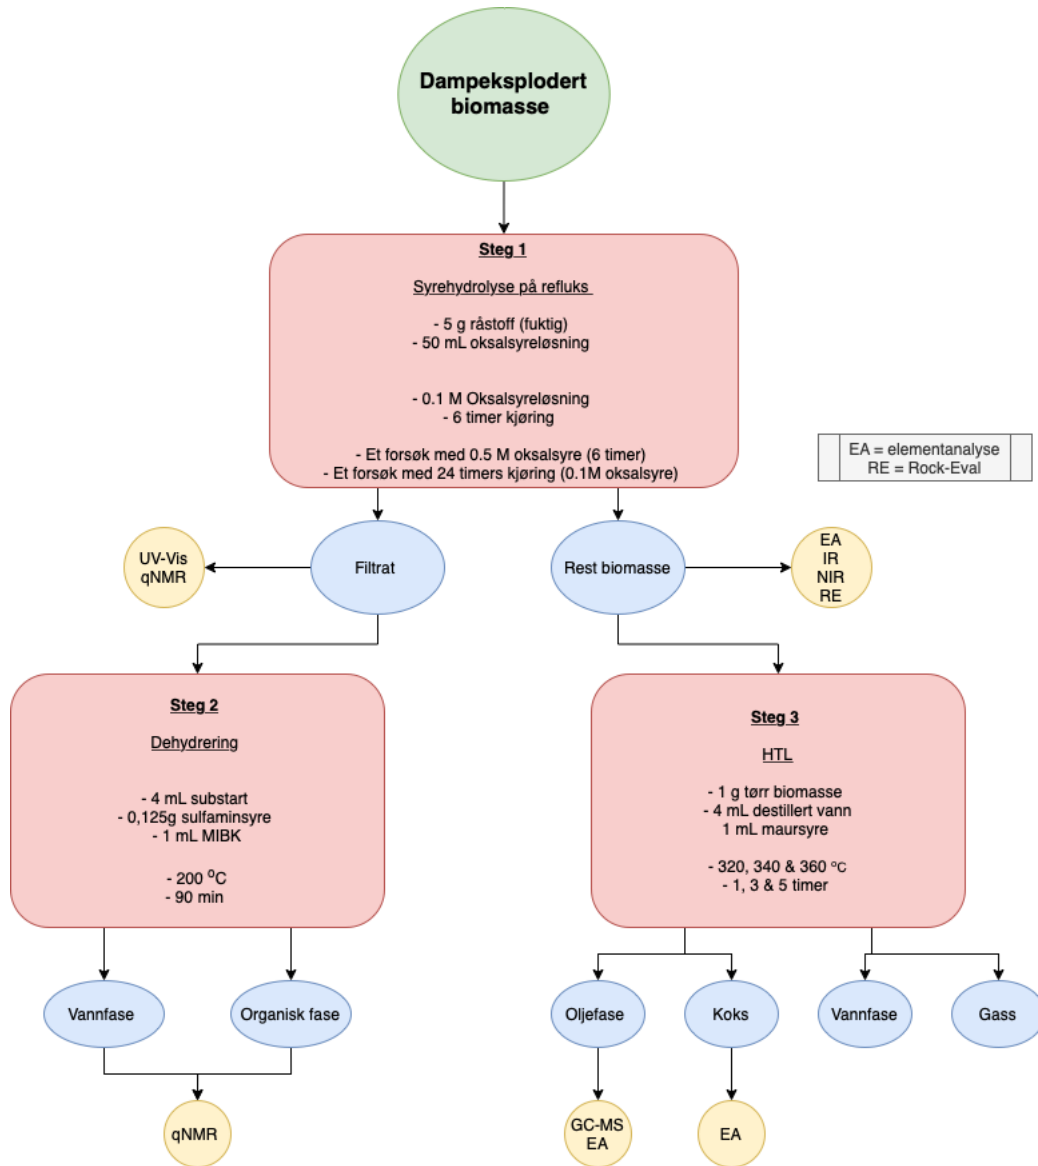 Dampeksplodert
biomasse
Steg 1
Syrehydrolyse på refluks
- 5 g råstoff (fuktig)
- 50 mL oksalsyreløsning
- 0.1 M Oksalsyreløsning
- 6 timer kjøring
- Et forsøk med 0.5 M oksalsyre (6 timer)
- Et forsøk med 24 timers kjøring (0.1M oksalsyre)
EA = elementanalyse
RE = Rock-Eval
UV-Vis
qNMR
Filtrat
Rest biomasse
EA
IR
NIR
RE
Steg 2
Dehydrering
- 4 mL substart
- 0,125g sulfaminsyre
- 1 mL MIBK
- 200 ⁰C
- 90 min
Steg 3
HTL
- 1 g tørr biomasse
- 4 mL destillert vann
1 mL maursyre
- 320, 340 & 360 °C
- 1, 3 & 5 timer
Vannfase
Organisk fase
Oljefase
Koks
Vannfase
Gass
qNMR
GC-MS
EA
EA